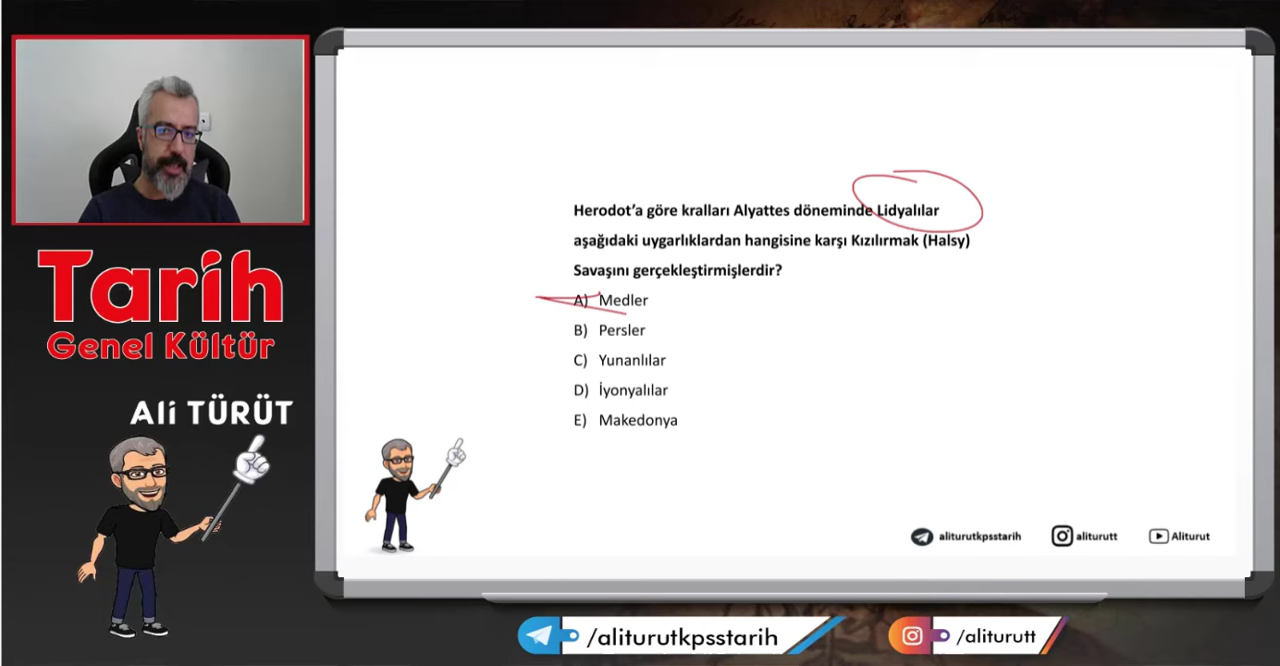 Tarih
Genel Kültür
Ali TÜRÜT
Herodot’a göre kralları Alyattes döneminde Lidyalılar
aşağıdaki uygarlıklardan hangisine karşı Kızılırmak (Halsy)
Savaşını gerçekleştirmişlerdir?
A) Medler
B) Persler
C) Yunanlılar
D) İyonyalılar
E) Makedonya
aliturutkpsstarih
aliturutt
Aliturut
/aliturutkpsstarih
/aliturutt